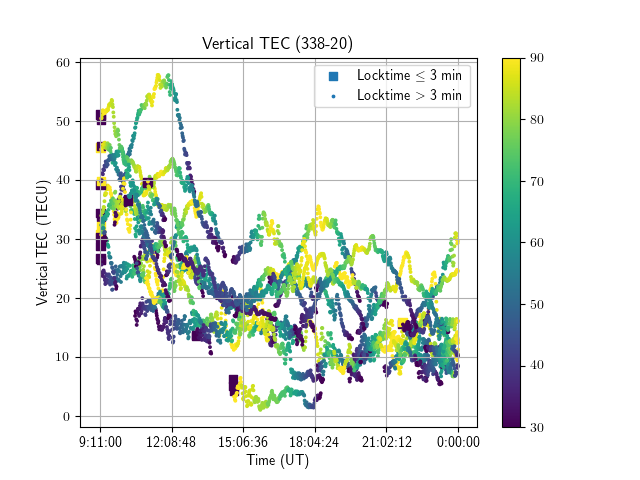 Vertical TEC (338-20)
Locktime ≤ 3 min
Locktime > 3 min
Vertical TEC (TECU)
60
50
40
30
20
10
0
9:11:00 12:08:48 15:06:36 18:04:24 21:02:12 0:00:00
Time (UT)
90
80
70
60
50
40
30